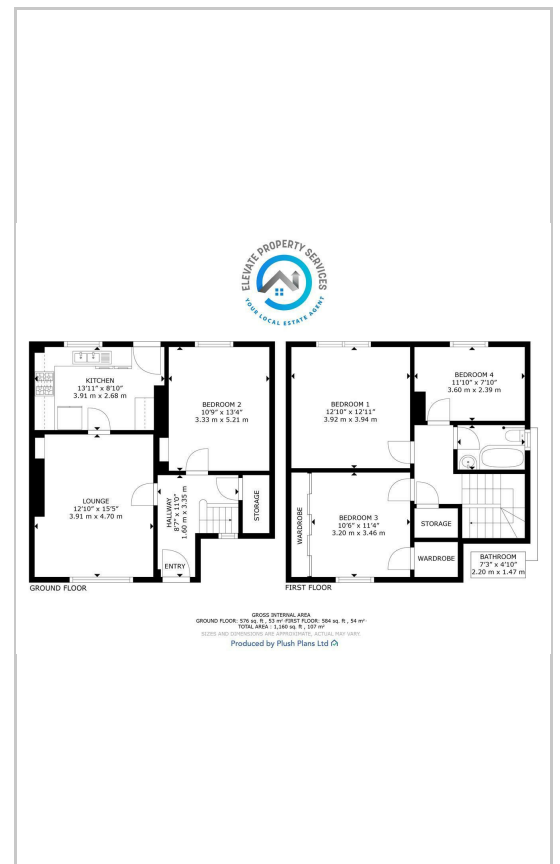 ELEVATE PROPERTY SERVICES
YOUR LOCAL ESTATE AGENT
KITCHEN
13'11" x 8'10"
3.91 m x 2.68 m
BEDROOM 2
10'9" x 13'4"
3.33 m x 5.21 m
LOUNGE
12'10" x 15'5"
3.91 m x 4.70 m
HALLWAY
8'7" x 11'0"
1.60 m x 3.35 m
STORAGE
ENTRY
GROUND FLOOR
BEDROOM 1
12'10" x 12'11"
3.92 m x 3.94 m
BEDROOM 4
11'10" x 7'10"
3.60 m x 2.39 m
WARDROBE
BEDROOM 3
10'6" x 11'4"
3.20 m x 3.46 m
STORAGE
WARDROBE
BATHROOM
7'3" x 4'10"
2.20 m x 1.47 m
FIRST FLOOR
GROSS INTERNAL AREA
GROUND FLOOR: 576 sq. ft , 53 m² FIRST FLOOR: 584 sq. ft , 54 m²
TOTAL AREA : 1,160 sq. ft , 107 m²
SIZES AND DIMENSIONS ARE APPROXIMATE, ACTUAL MAY VARY.
Produced by Plush Plans Ltd